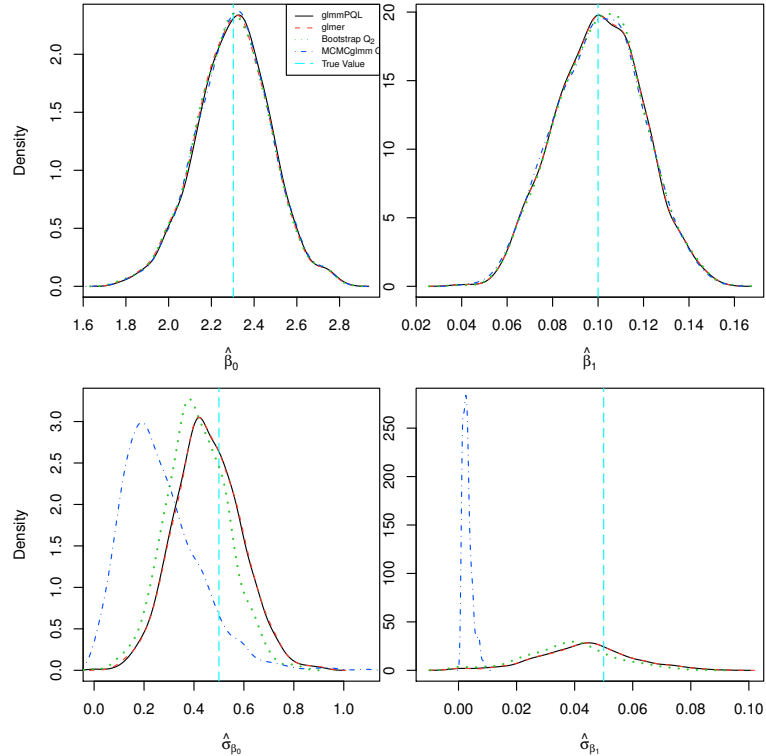 glmmPQL
glmer
Bootstrap Q₂
MCMCglmm
True Value
Density
0.0 0.5 1.0 1.5 2.0
1.6 1.8 2.0 2.2 2.4 2.6 2.8
β̂₀
0 5 10 15 20
0.02 0.04 0.06 0.08 0.10 0.12 0.14 0.16
β̂₁
Density
0.0 0.5 1.0 1.5 2.0 2.5 3.0
0.0 0.2 0.4 0.6 0.8 1.0
σ̂β₀
0 50 100 150 200 250
0.00 0.02 0.04 0.06 0.08 0.10
σ̂β₁